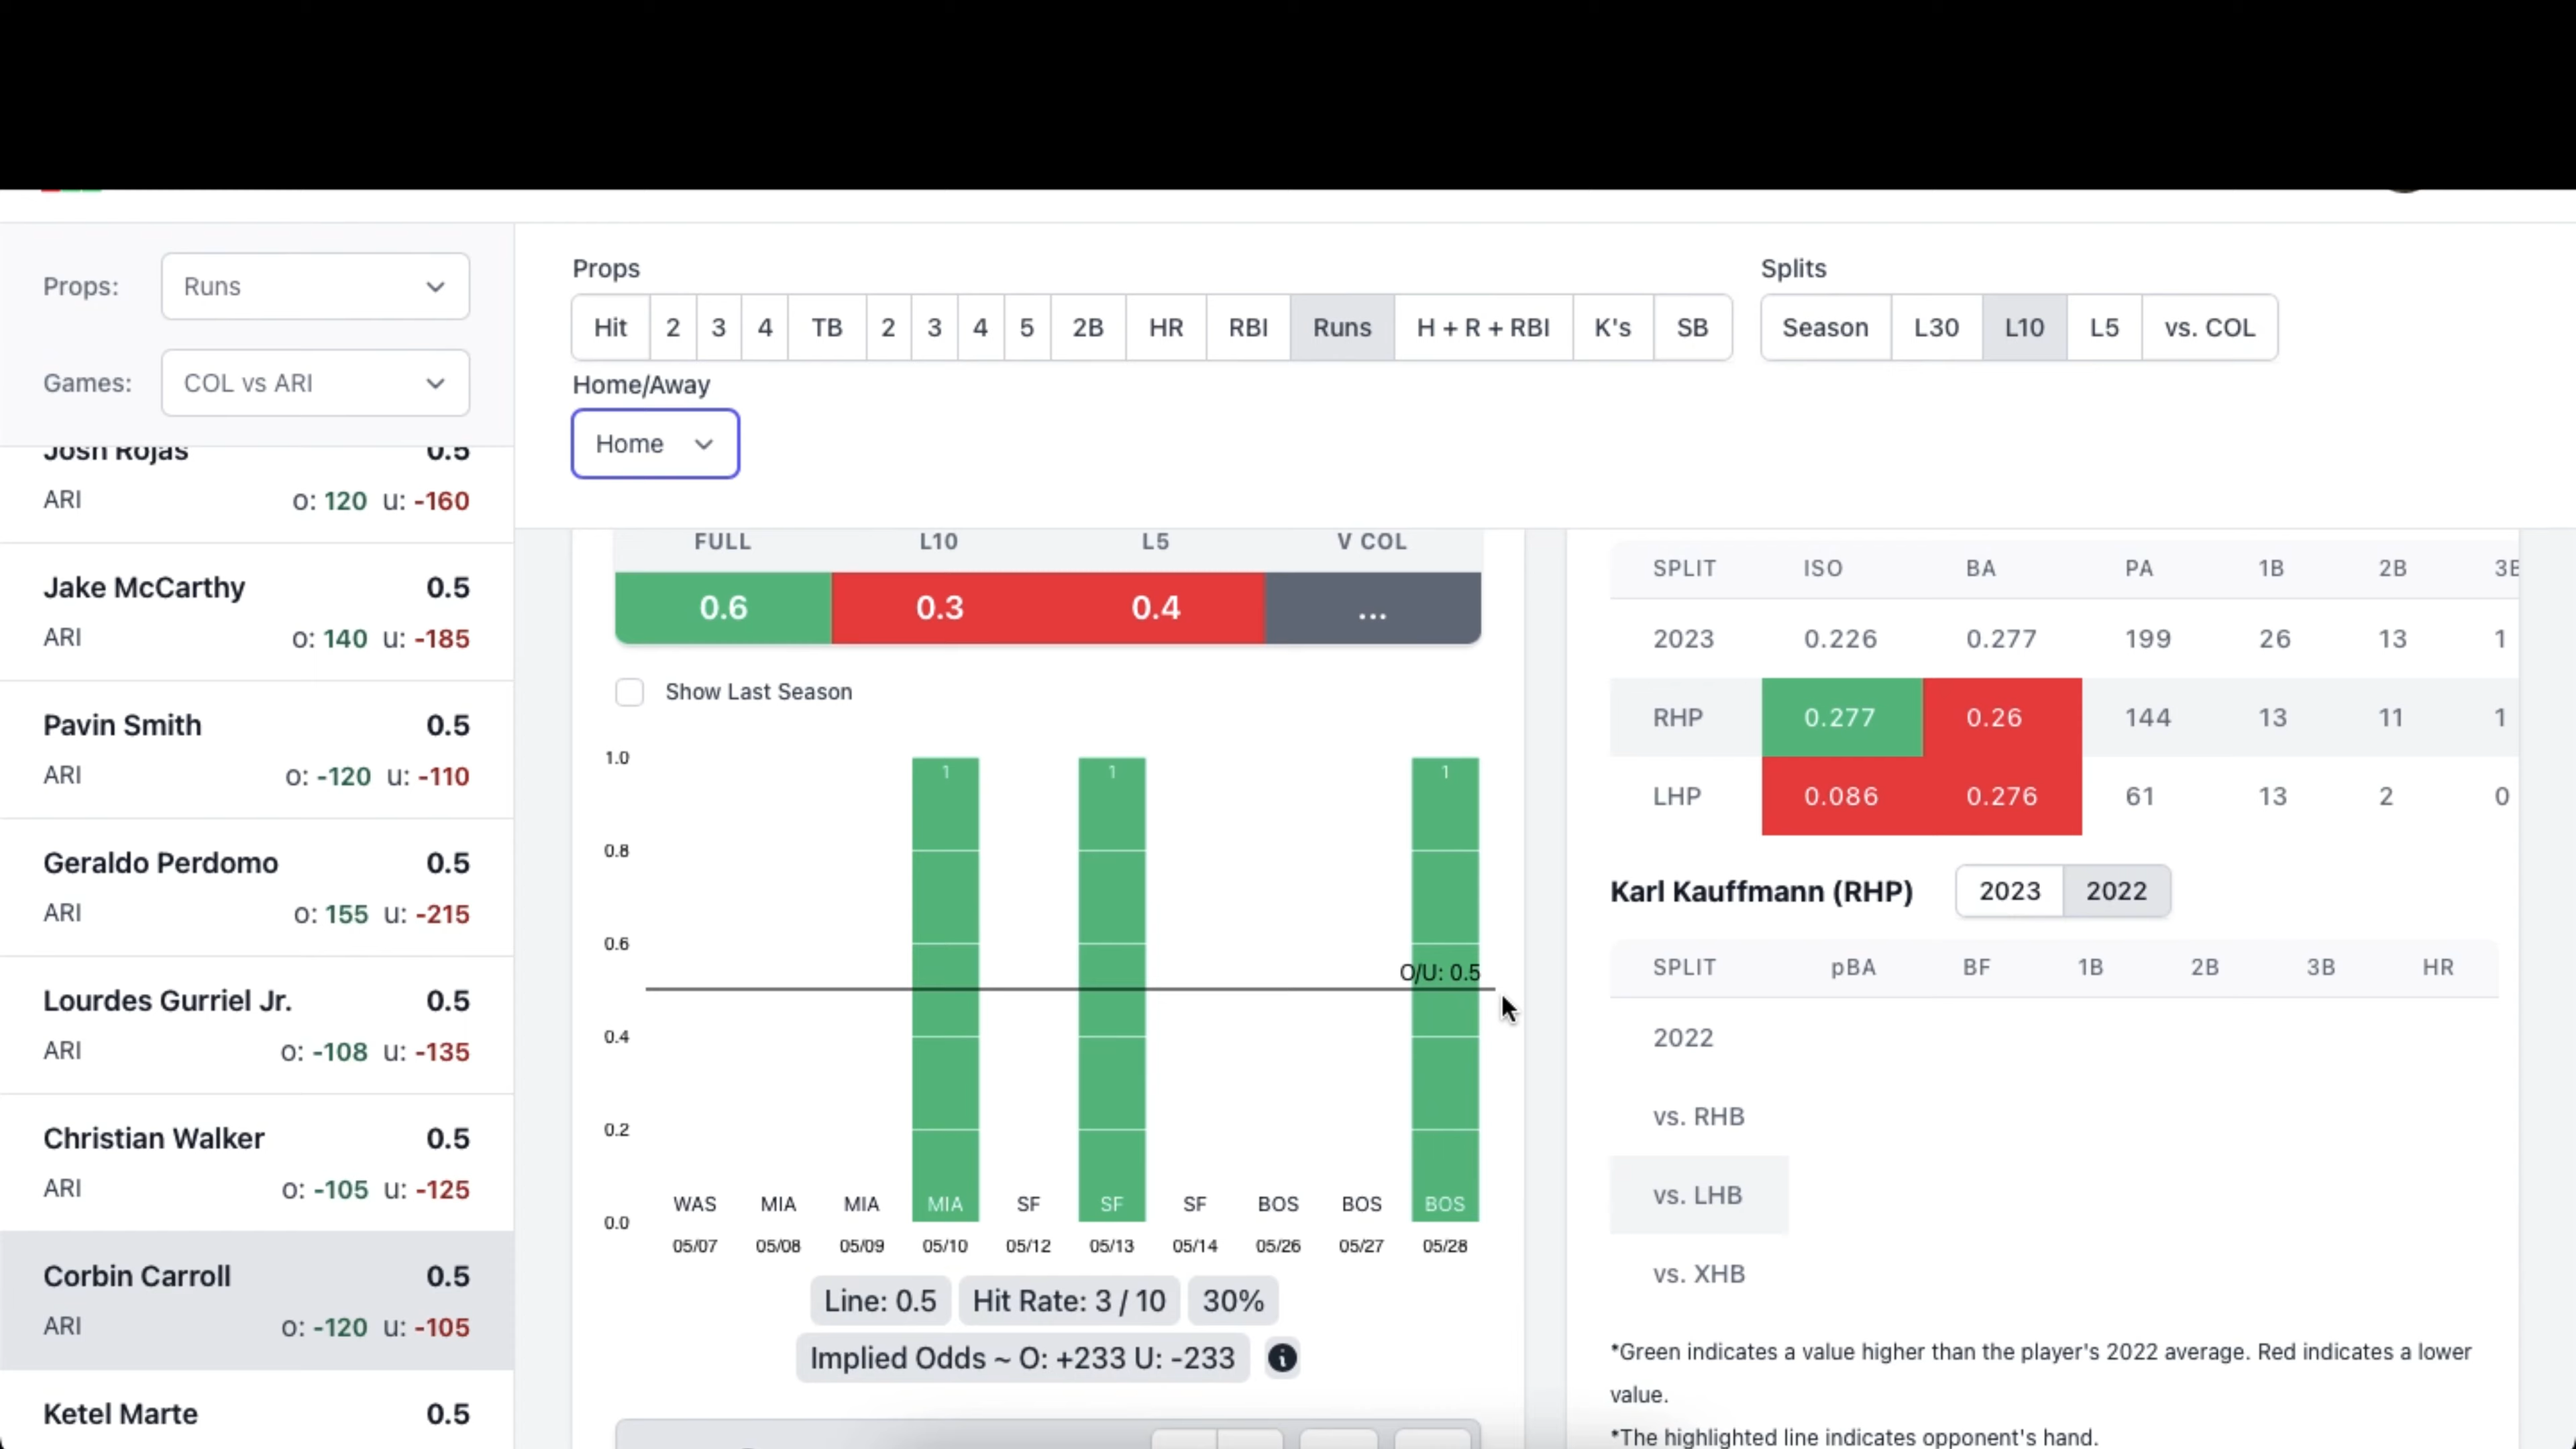 Props: Runs
Games: COL vs ARI
Josh Rojas 0.5
ARI o: 120 u: -160
Jake McCarthy 0.5
ARI o: 140 u: -185
Pavin Smith 0.5
ARI o: -120 u: -110
Geraldo Perdomo 0.5
ARI o: 155 u: -215
Lourdes Gurriel Jr. 0.5
ARI o: -108 u: -135
Christian Walker 0.5
ARI o: -105 u: -125
Corbin Carroll 0.5
ARI o: -120 u: -105
Ketel Marte 0.5
Props
Hit 2 3 4 TB 2 3 4 5 2B HR RBI Runs H + R + RBI K's SB
Splits
Season L30 L10 L5 vs. COL
Home/Away
Home
FULL L10 L5 V COL
0.6 0.3 0.4 ...
Show Last Season
1.0
0.8
0.6
0.4
0.2
0.0
1 1 1
O/U: 0.5
WAS MIA MIA MIA SF SF SF BOS BOS BOS
05/07 05/08 05/09 05/10 05/12 05/13 05/14 05/26 05/27 05/28
Line: 0.5 Hit Rate: 3 / 10 30%
Implied Odds ~ O: +233 U: -233
SPLIT ISO BA PA 1B 2B 3B
2023 0.226 0.277 199 26 13 1
RHP 0.277 0.26 144 13 11 1
LHP 0.086 0.276 61 13 2 0
Karl Kauffmann (RHP) 2023 2022
SPLIT pBA BF 1B 2B 3B HR
2022
vs. RHB
vs. LHB
vs. XHB
*Green indicates a value higher than the player's 2022 average. Red indicates a lower
value.
*The highlighted line indicates opponent's hand.